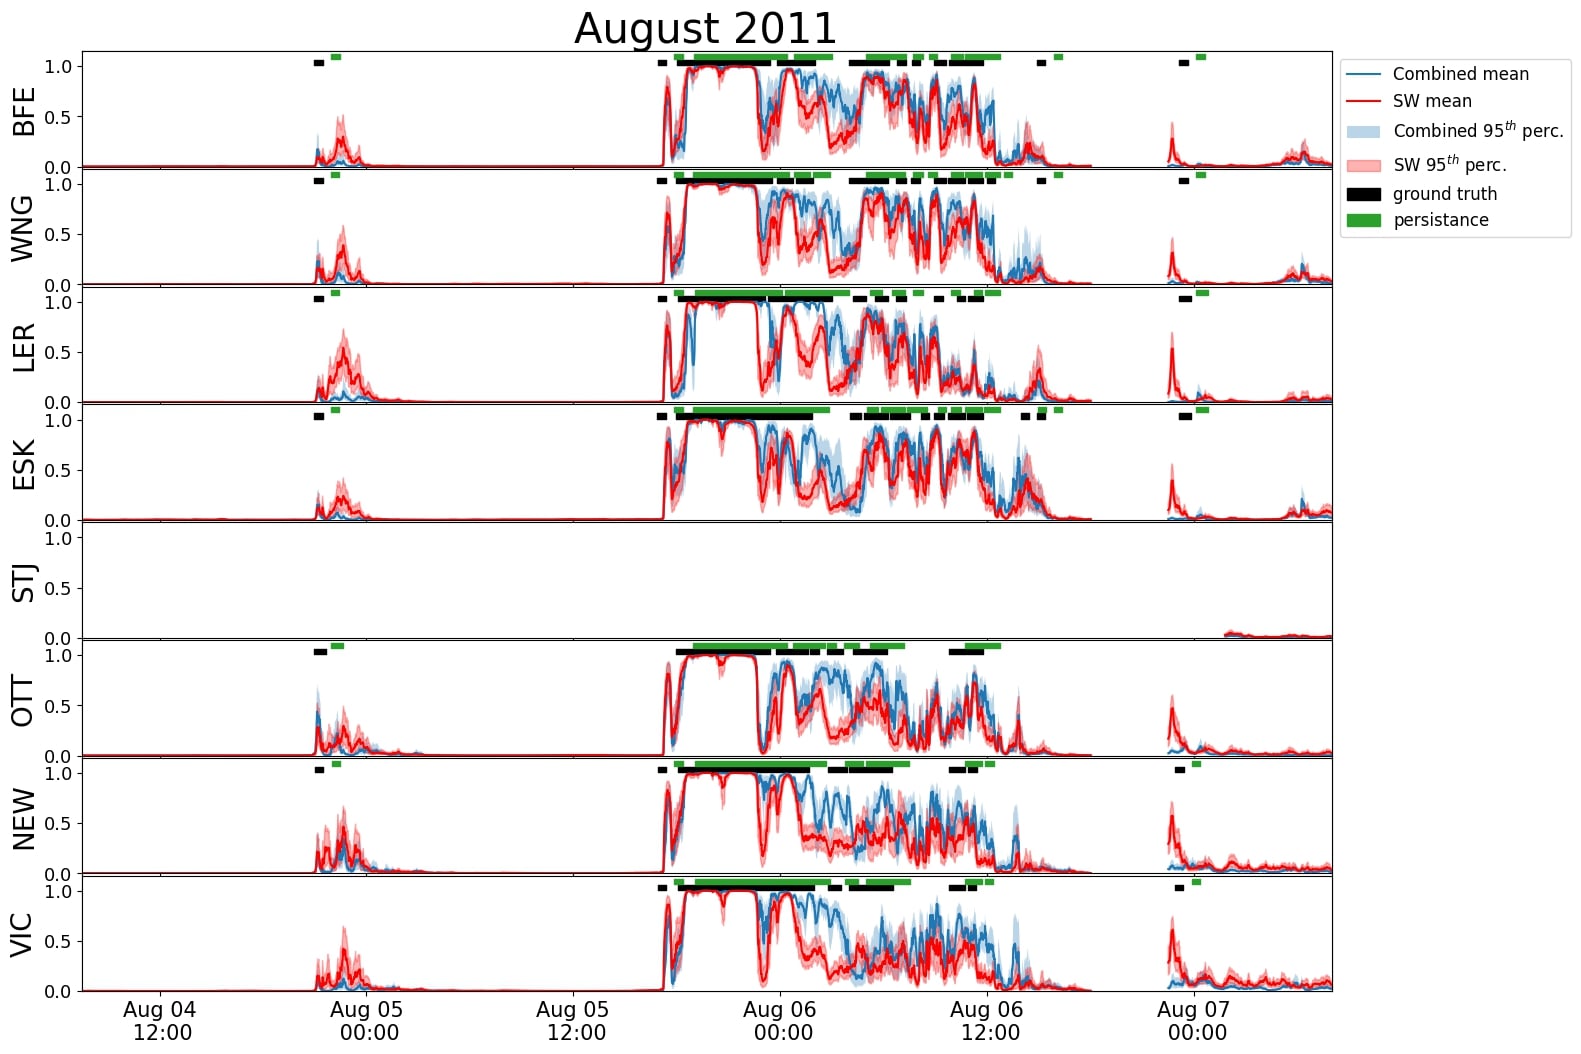 August 2011
BFE
1.0
0.5
0.0
WNG
1.0
0.5
0.0
LER
1.0
0.5
0.0
ESK
1.0
0.5
0.0
STJ
1.0
0.5
0.0
OTT
1.0
0.5
0.0
NEW
1.0
0.5
0.0
VIC
1.0
0.5
0.0
Aug 04
12:00
Aug 05
00:00
Aug 05
12:00
Aug 06
00:00
Aug 06
12:00
Aug 07
00:00
Combined mean
SW mean
Combined 95th perc.
SW 95th perc.
ground truth
persistance